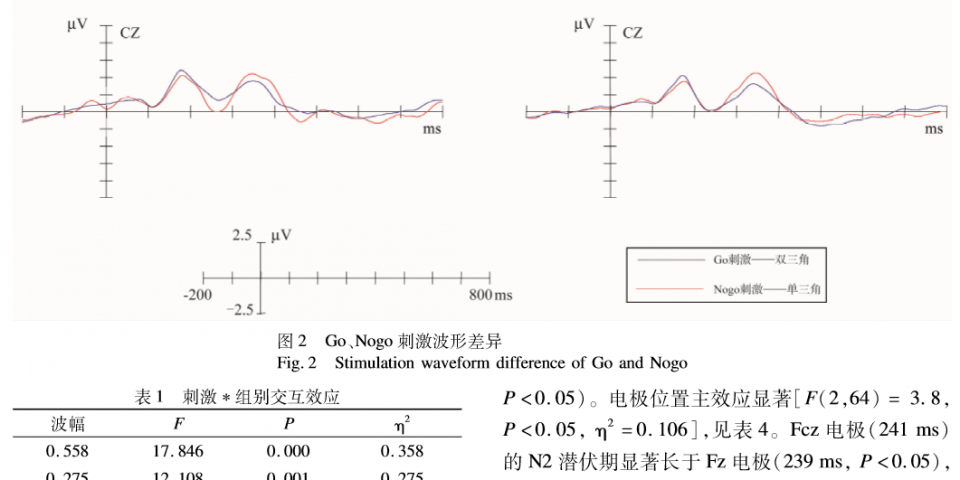 μV
CZ
ms
μV
CZ
ms
2.5 μV
-200
800 ms
-2.5
Go刺激——双三角
Nogo刺激——单三角
图 2 Go、Nogo 刺激波形差异
Fig. 2 Stimulation waveform difference of Go and Nogo
表 1 刺激 * 组别交互效应
波幅 F P η²
0.558 17.846 0.000 0.358
0.275 12.108 0.001 0.275
P<0.05)。电极位置主效应显著[F(2,64) = 3.8,
P<0.05, η² =0.106],见表 4。Fcz 电极(241 ms)
的 N2 潜伏期显著长于 Fz 电极(239 ms, P<0.05),